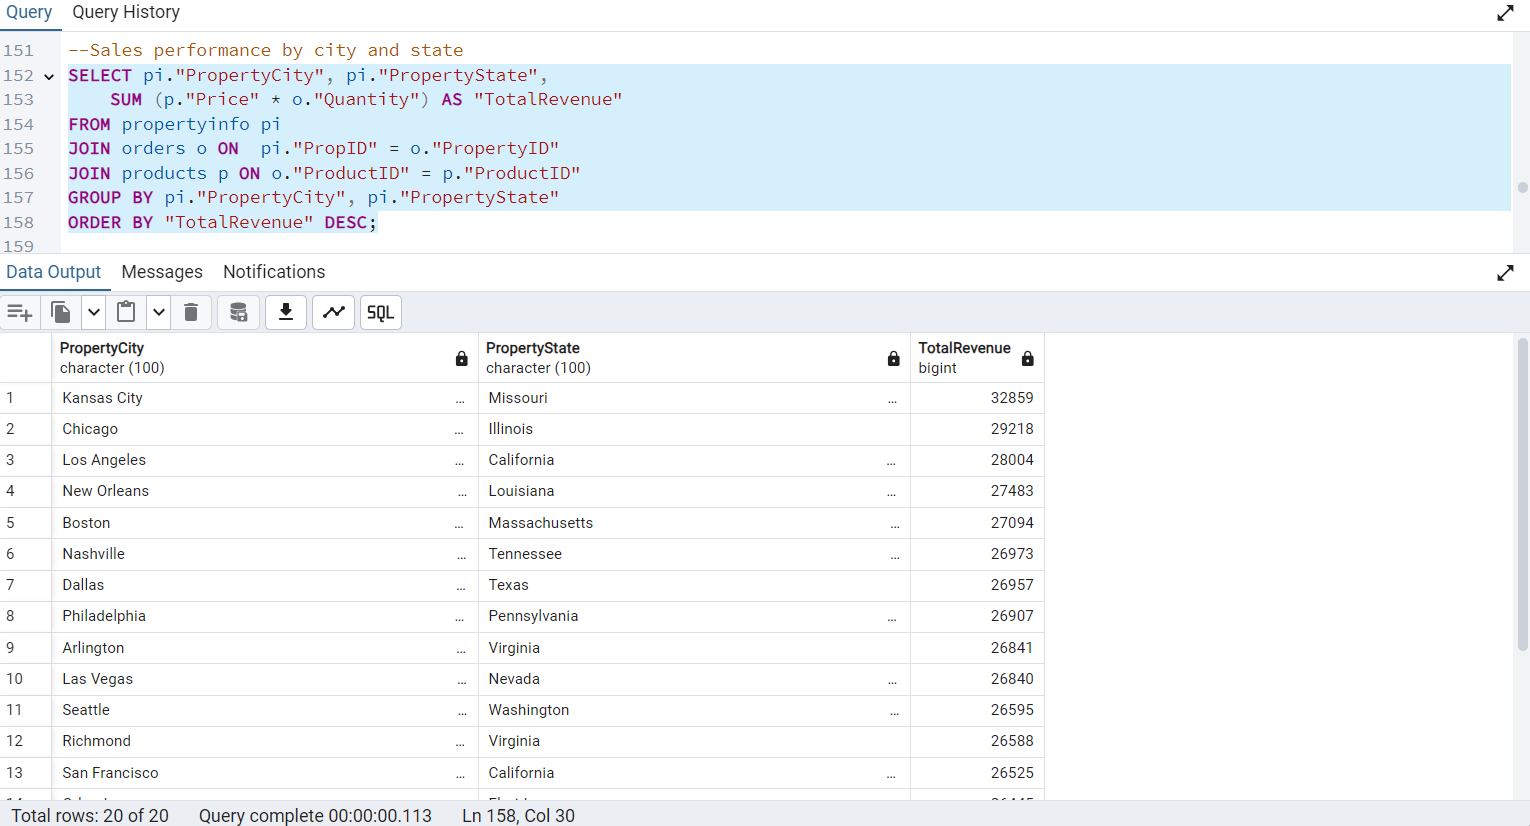 Query Query History
151 --Sales performance by city and state
152 SELECT pi."PropertyCity", pi."PropertyState",
153 SUM (p."Price" * o."Quantity") AS "TotalRevenue"
154 FROM propertyinfo pi
155 JOIN orders o ON pi."PropID" = o."PropertyID"
156 JOIN products p ON o."ProductID" = p."ProductID"
157 GROUP BY pi."PropertyCity", pi."PropertyState"
158 ORDER BY "TotalRevenue" DESC;
159
Data Output Messages Notifications
SQL
PropertyCity PropertyState TotalRevenue
character (100) character (100) bigint
1 Kansas City ... Missouri ... 32859
2 Chicago ... Illinois 29218
3 Los Angeles ... California ... 28004
4 New Orleans ... Louisiana ... 27483
5 Boston ... Massachusetts ... 27094
6 Nashville ... Tennessee ... 26973
7 Dallas ... Texas 26957
8 Philadelphia ... Pennsylvania ... 26907
9 Arlington ... Virginia 26841
10 Las Vegas ... Nevada ... 26840
11 Seattle ... Washington ... 26595
12 Richmond ... Virginia 26588
13 San Francisco ... California ... 26525
Total rows: 20 of 20 Query complete 00:00:00.113 Ln 158, Col 30